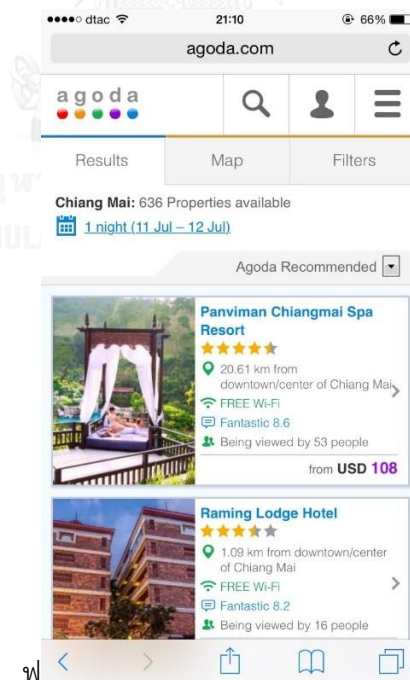 dtac 21:10 66%
agoda.com
agoda
Results Map Filters
Chiang Mai: 636 Properties available
1 night (11 Jul – 12 Jul)
Agoda Recommended
Panviman Chiangmai Spa
Resort
20.61 km from
downtown/center of Chiang Mai
FREE Wi-Fi
Fantastic 8.6
Being viewed by 53 people
from USD 108
Raming Lodge Hotel
1.09 km from downtown/center
of Chiang Mai
FREE Wi-Fi
Fantastic 8.2
Being viewed by 16 people
ฟ